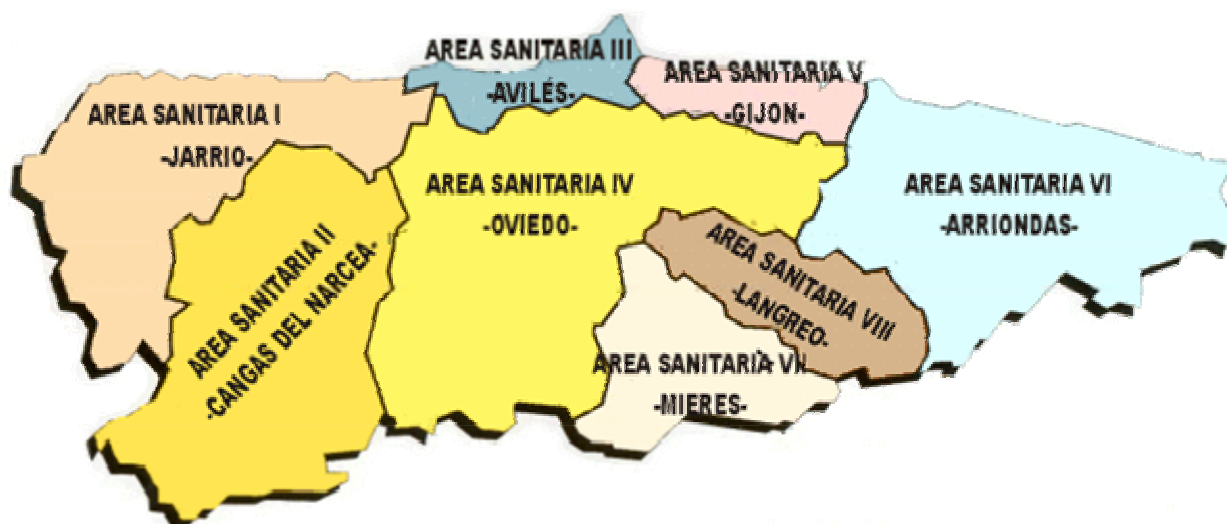 AREA SANITARIA I
-JARRIO-
AREA SANITARIA II
-CANGAS DEL NARCEA-
AREA SANITARIA III
-AVILÉS-
AREA SANITARIA IV
-OVIEDO-
AREA SANITARIA V
-GIJON-
AREA SANITARIA VI
-ARRIONDAS-
AREA SANITARIA VII
-MIERES-
AREA SANITARIA VIII
-LANGREO-